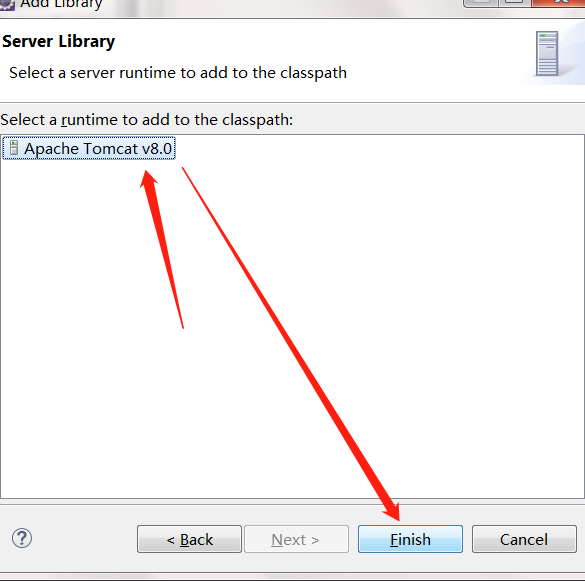 Add Library
Server Library
Select a server runtime to add to the classpath
Select a runtime to add to the classpath:
Apache Tomcat v8.0
? < Back Next > Finish Cancel